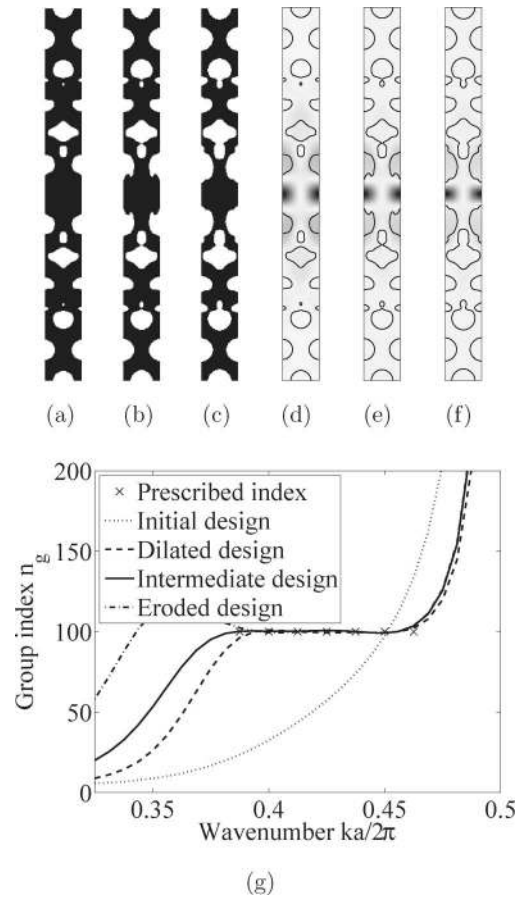 (a) (b) (c) (d) (e) (f)
200
150
100
50
0
Group index n_g
× Prescribed index
Initial design
Dilated design
Intermediate design
Eroded design
0.35 0.4 0.45 0.5
Wavenumber ka/2π
(g)